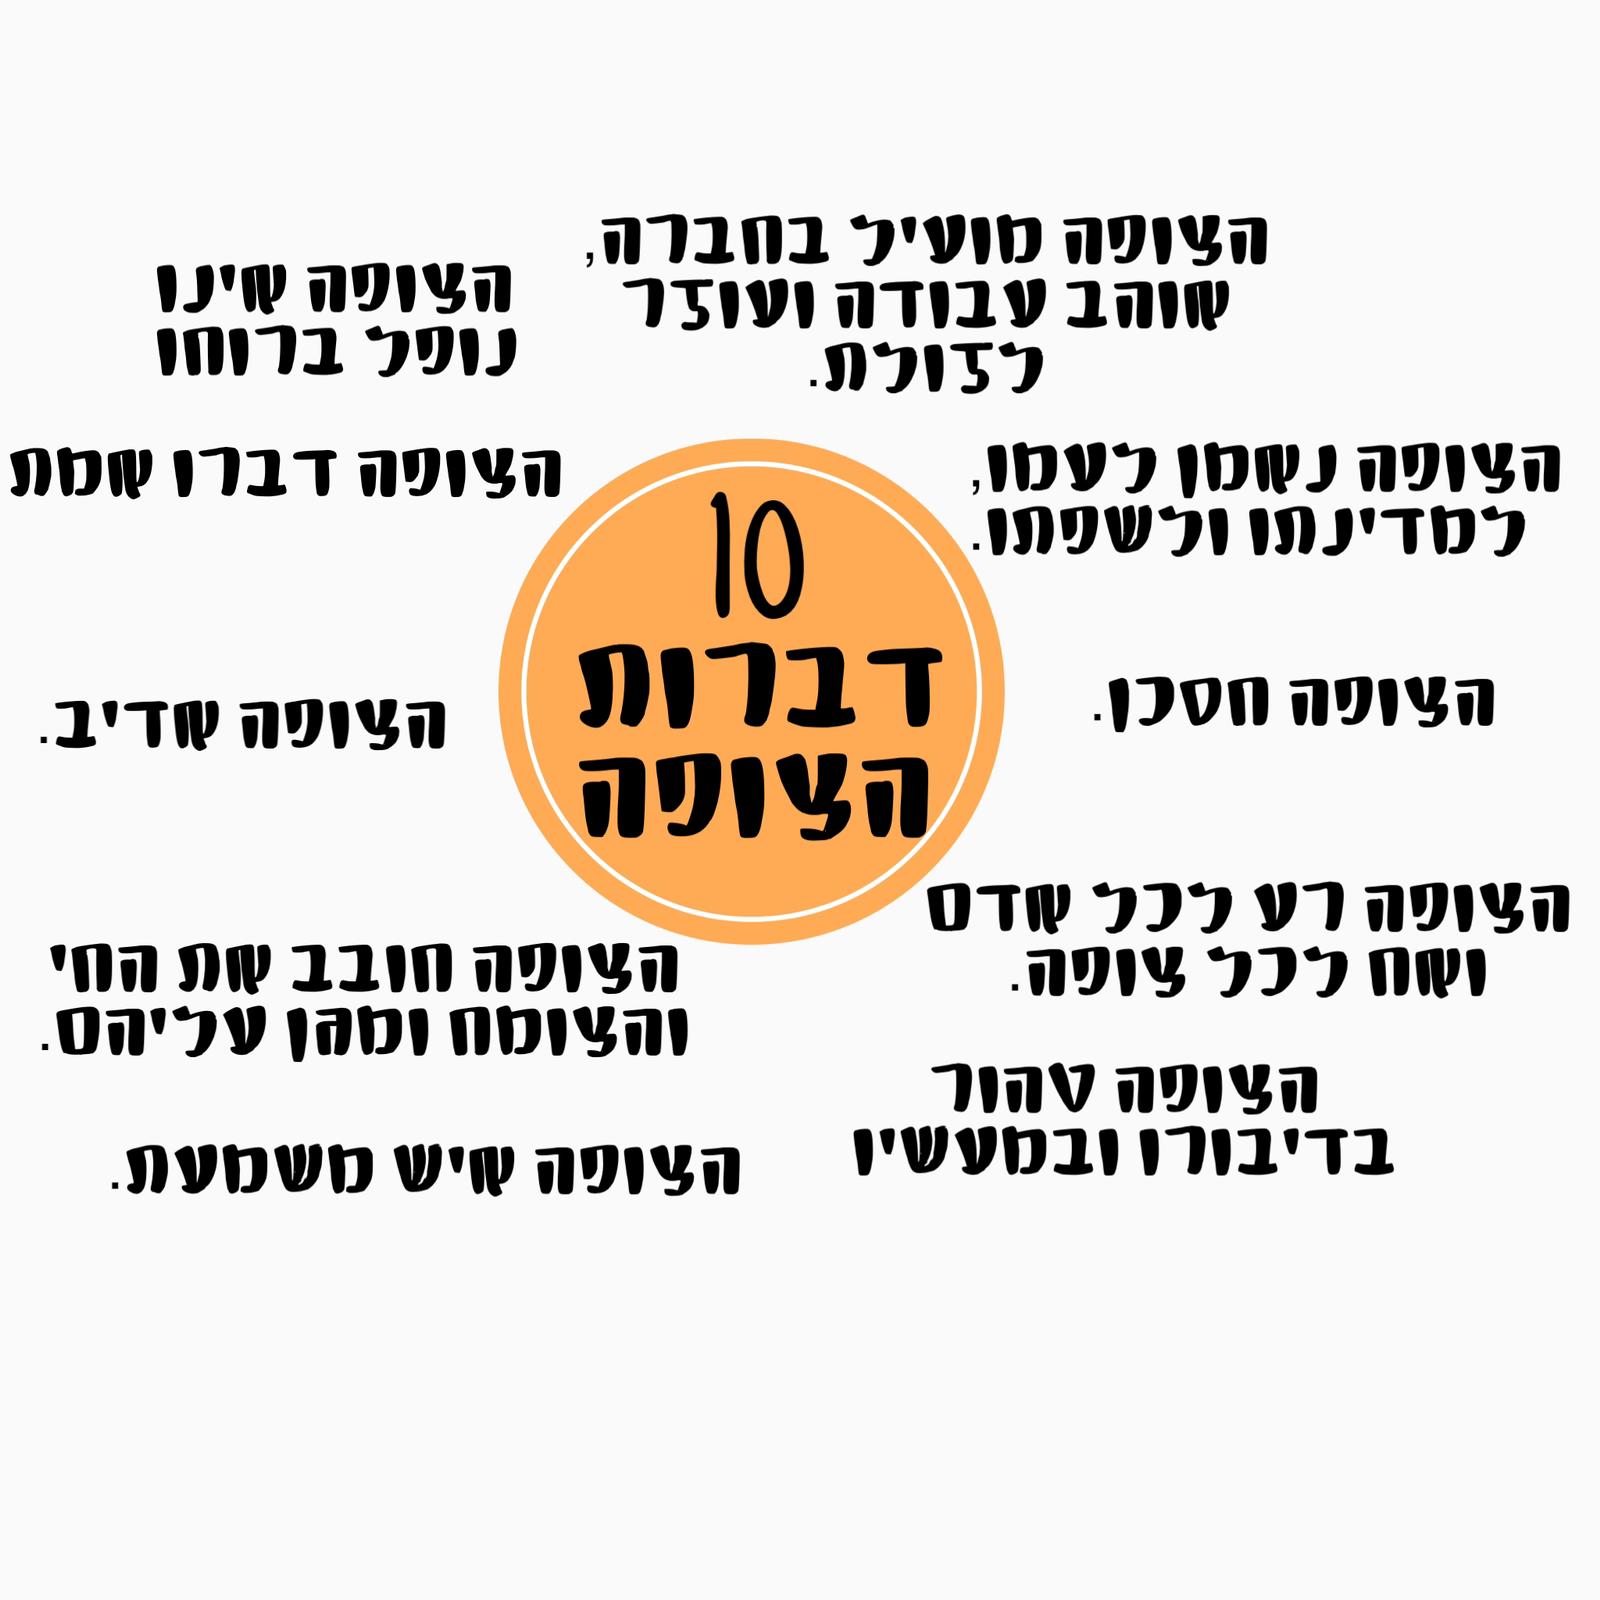 10
דברות
הצופה
הצופה מועיל בחברה,
אוהב עבודה ועוזר
לזולת.
הצופה נאמן לעמו,
למדינתו ולשפתו.
הצופה חסכן.
הצופה רע לכל אדם
ואח לכל צופה.
הצופה טהור
בדיבורו ובמעשיו
הצופה אינו
נופל ברוחו
הצופה דברו אמת
הצופה אדיב.
הצופה חובב את החי
והצומח ומגן עליהם.
הצופה איש משמעת.